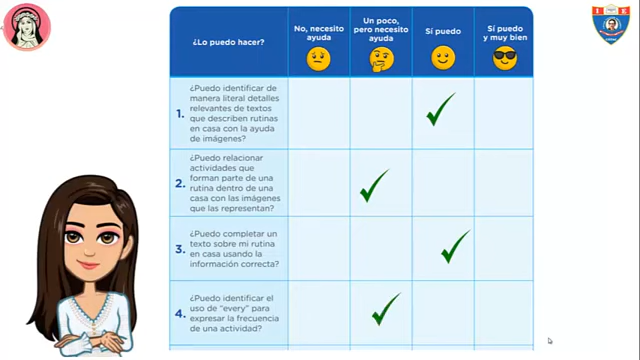 ¿Lo puedo hacer?
No, necesito
ayuda
Un poco,
pero necesito
ayuda
Sí puedo
Sí puedo
y muy bien
1.
¿Puedo identificar de
manera literal detalles
relevantes de textos
que describen rutinas
en casa con la ayuda
de imágenes?
2.
¿Puedo relacionar
actividades que
forman parte de una
rutina dentro de una
casa con las imágenes
que las representan?
3.
¿Puedo completar un
texto sobre mi rutina
en casa usando la
información correcta?
4.
¿Puedo identificar el
uso de "every" para
expresar la frecuencia
de una actividad?
I E